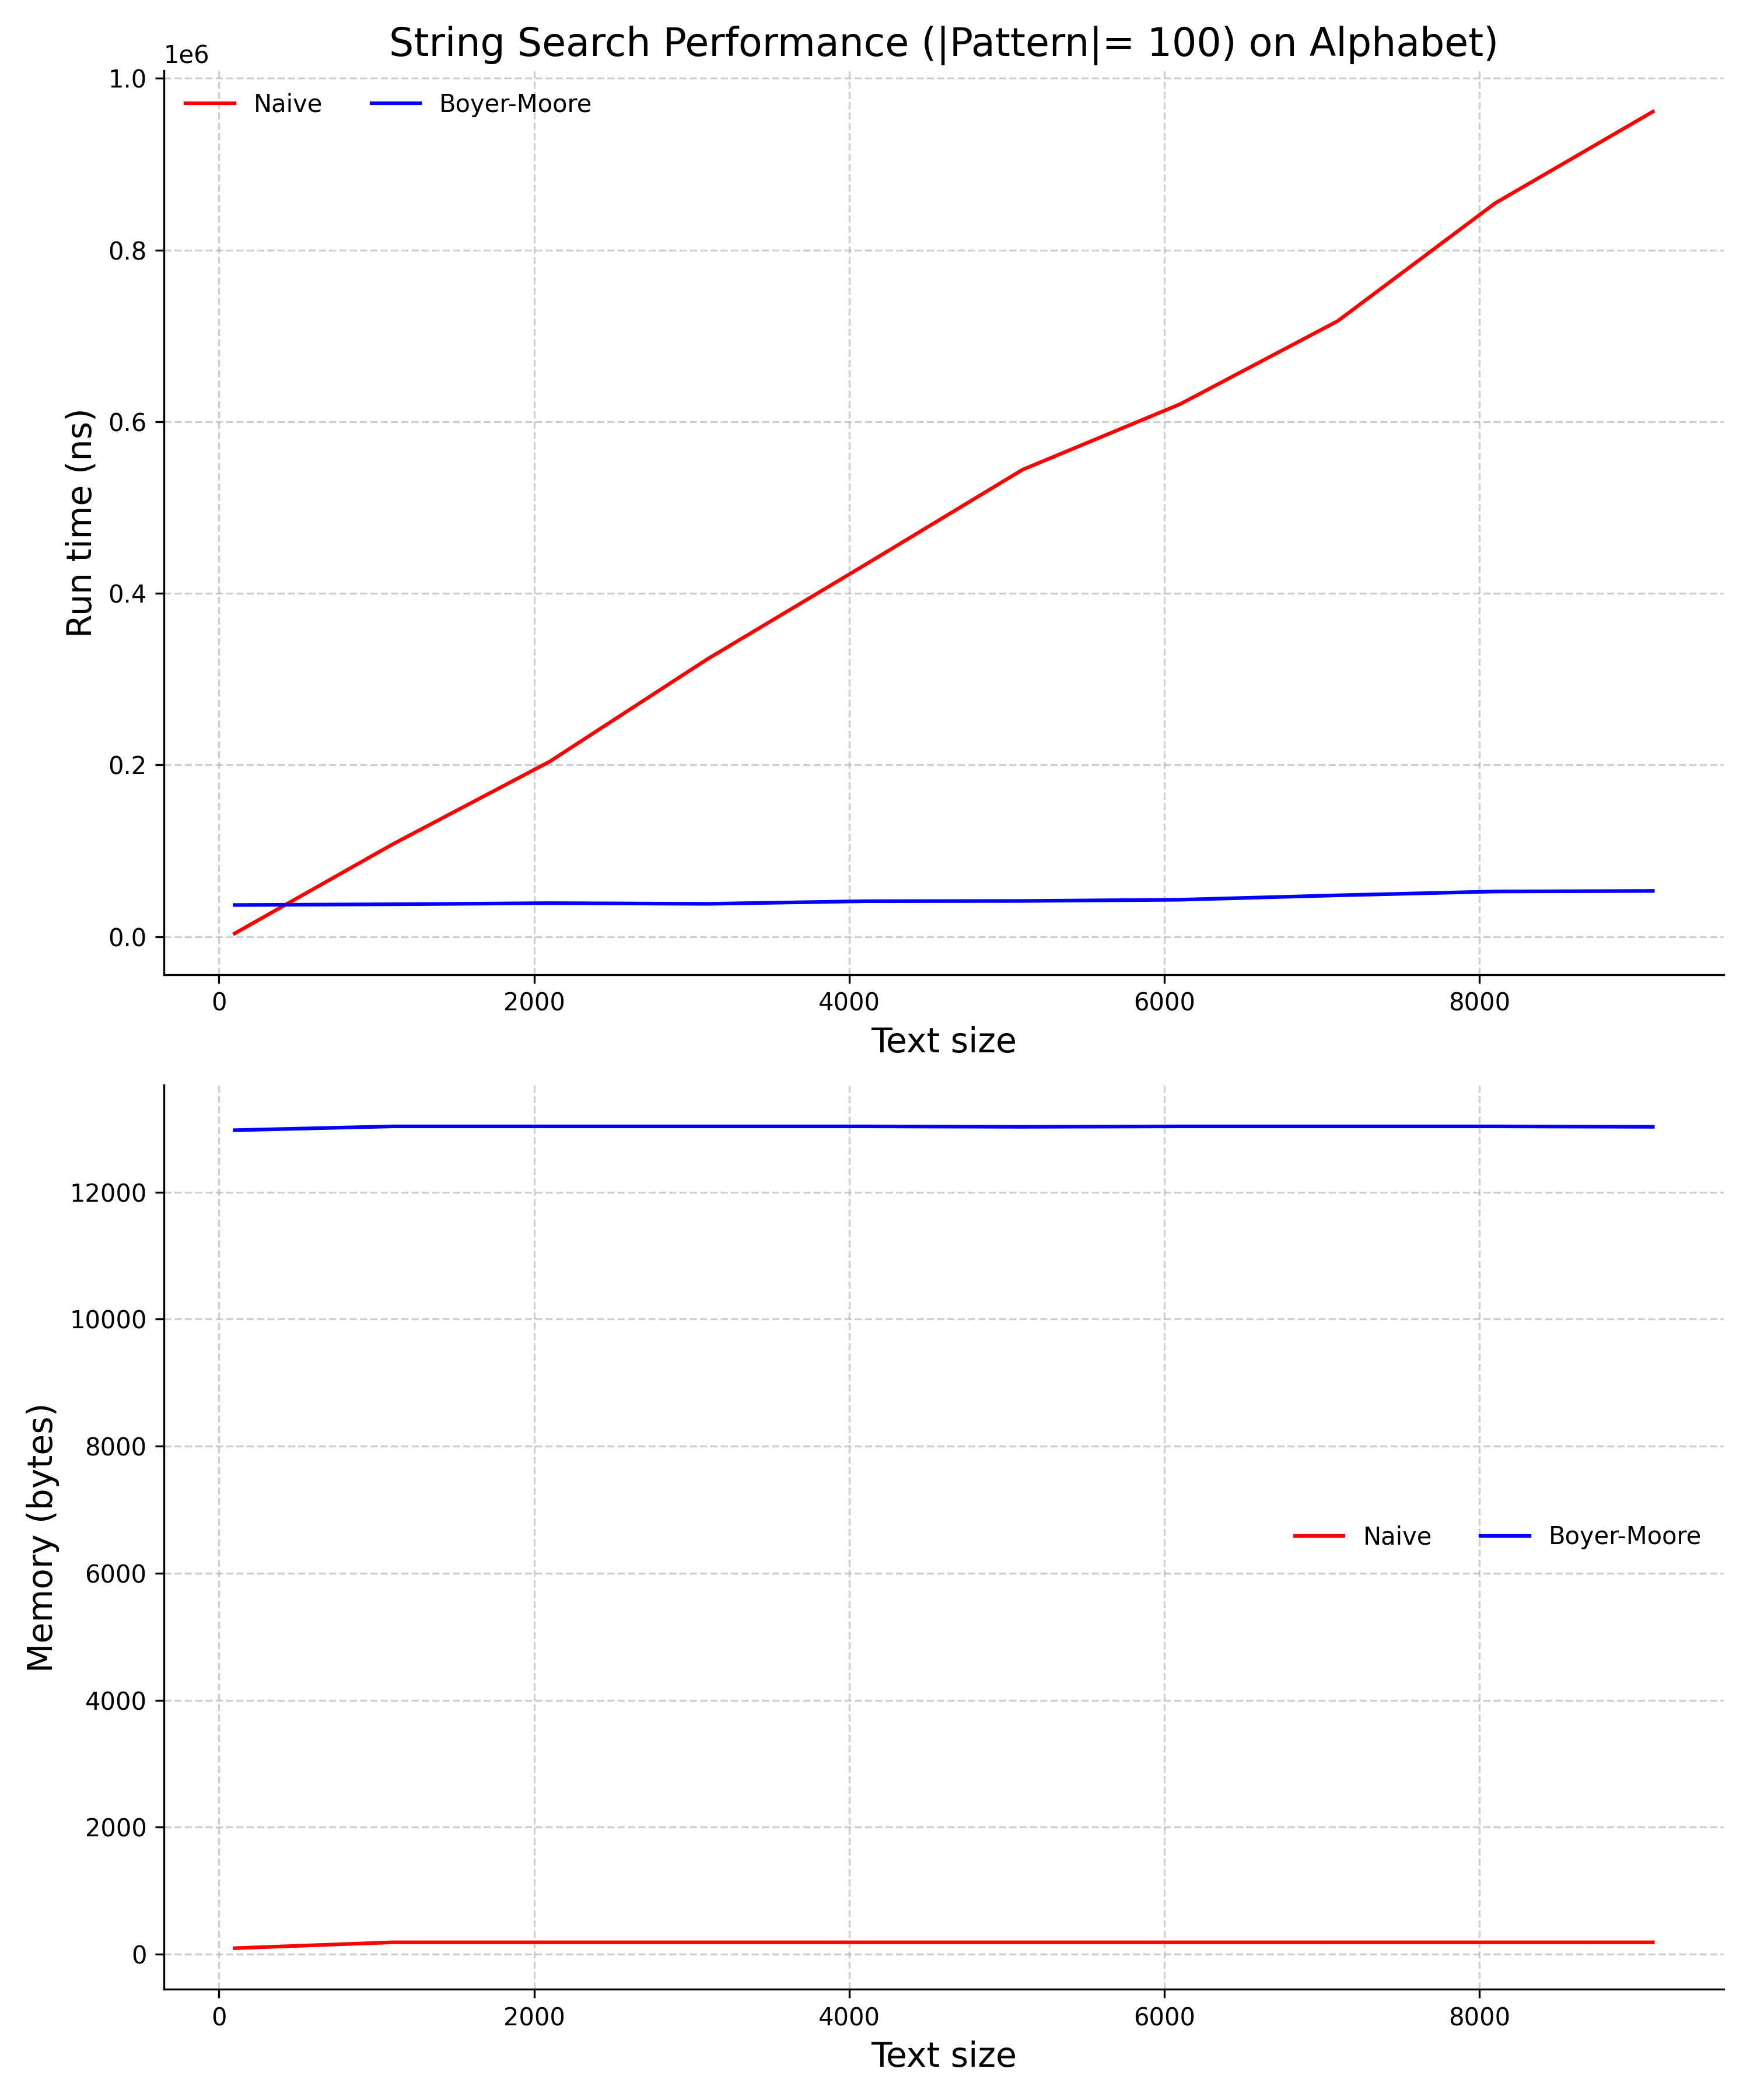 String Search Performance (|Pattern|= 100) on Alphabet)
1e6
1.0
Naive Boyer-Moore
0.8
0.6
0.4
0.2
0.0
Run time (ns)
0 2000 4000 6000 8000
Text size
12000
10000
8000
6000
4000
2000
0
Memory (bytes)
Naive Boyer-Moore
0 2000 4000 6000 8000
Text size